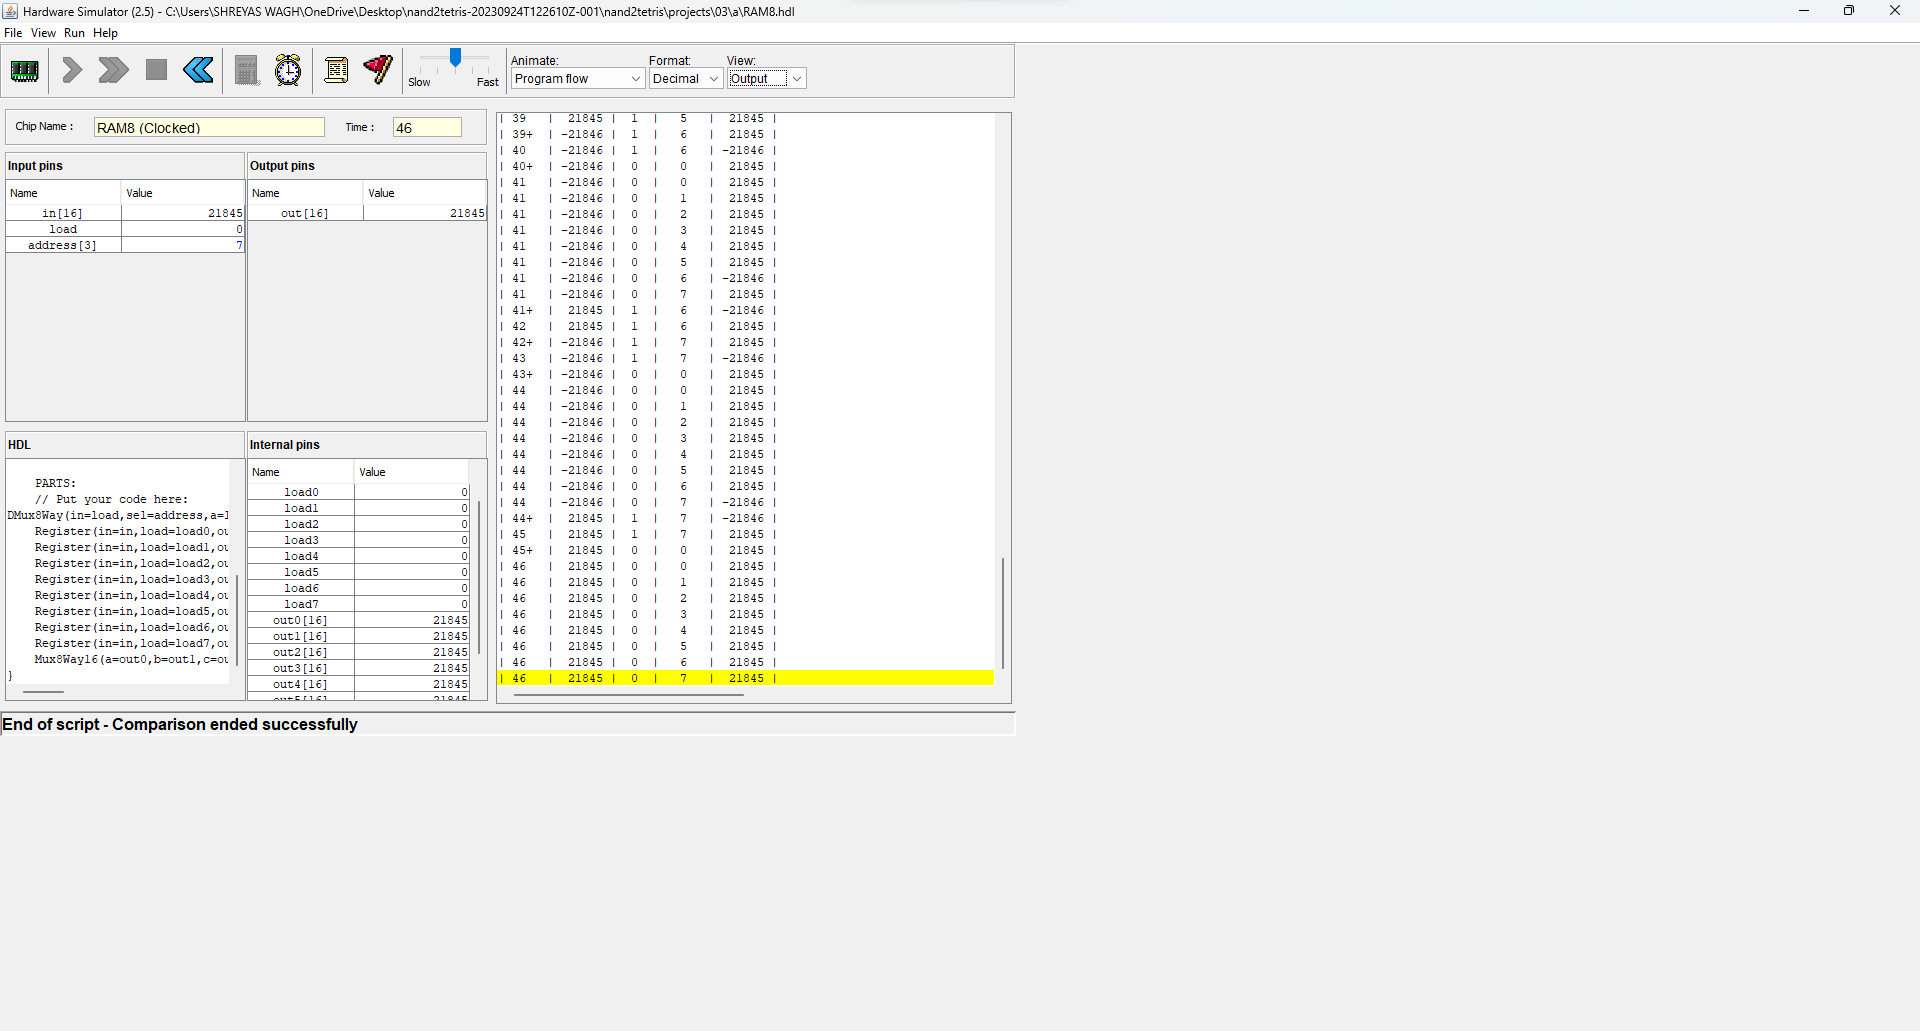 Hardware Simulator (2.5) - C:\Users\SHREYAS WAGH\OneDrive\Desktop\nand2tetris-20230924T122610Z-001\nand2tetris\projects\03\a\RAM8.hdl
File View Run Help
Slow Fast
Animate: Format: View:
Program flow Decimal Output
Chip Name : RAM8 (Clocked) Time : 46
Input pins
Name Value
in[16] 21845
load 0
address[3] 7
Output pins
Name Value
out[16] 21845
HDL
PARTS:
// Put your code here:
DMux8Way(in=load,sel=address,a=
Register(in=in,load=load0,ou
Register(in=in,load=load1,ou
Register(in=in,load=load2,ou
Register(in=in,load=load3,ou
Register(in=in,load=load4,ou
Register(in=in,load=load5,ou
Register(in=in,load=load6,ou
Register(in=in,load=load7,ou
Mux8Way16(a=out0,b=out1,c=ou
}
Internal pins
Name Value
load0 0
load1 0
load2 0
load3 0
load4 0
load5 0
load6 0
load7 0
out0[16] 21845
out1[16] 21845
out2[16] 21845
out3[16] 21845
out4[16] 21845
out5[16] 21845
| 39 | 21845 | 1 | 5 | 21845 |
| 39+ | -21846 | 1 | 6 | 21845 |
| 40 | -21846 | 1 | 6 | -21846 |
| 40+ | -21846 | 0 | 0 | 21845 |
| 41 | -21846 | 0 | 0 | 21845 |
| 41 | -21846 | 0 | 1 | 21845 |
| 41 | -21846 | 0 | 2 | 21845 |
| 41 | -21846 | 0 | 3 | 21845 |
| 41 | -21846 | 0 | 4 | 21845 |
| 41 | -21846 | 0 | 5 | 21845 |
| 41 | -21846 | 0 | 6 | -21846 |
| 41 | -21846 | 0 | 7 | 21845 |
| 41+ | 21845 | 1 | 6 | -21846 |
| 42 | 21845 | 1 | 6 | 21845 |
| 42+ | -21846 | 1 | 7 | 21845 |
| 43 | -21846 | 1 | 7 | -21846 |
| 43+ | -21846 | 0 | 0 | 21845 |
| 44 | -21846 | 0 | 0 | 21845 |
| 44 | -21846 | 0 | 1 | 21845 |
| 44 | -21846 | 0 | 2 | 21845 |
| 44 | -21846 | 0 | 3 | 21845 |
| 44 | -21846 | 0 | 4 | 21845 |
| 44 | -21846 | 0 | 5 | 21845 |
| 44 | -21846 | 0 | 6 | 21845 |
| 44 | -21846 | 0 | 7 | -21846 |
| 44+ | 21845 | 1 | 7 | -21846 |
| 45 | 21845 | 1 | 7 | 21845 |
| 45+ | 21845 | 0 | 0 | 21845 |
| 46 | 21845 | 0 | 0 | 21845 |
| 46 | 21845 | 0 | 1 | 21845 |
| 46 | 21845 | 0 | 2 | 21845 |
| 46 | 21845 | 0 | 3 | 21845 |
| 46 | 21845 | 0 | 4 | 21845 |
| 46 | 21845 | 0 | 5 | 21845 |
| 46 | 21845 | 0 | 6 | 21845 |
| 46 | 21845 | 0 | 7 | 21845 |
End of script - Comparison ended successfully